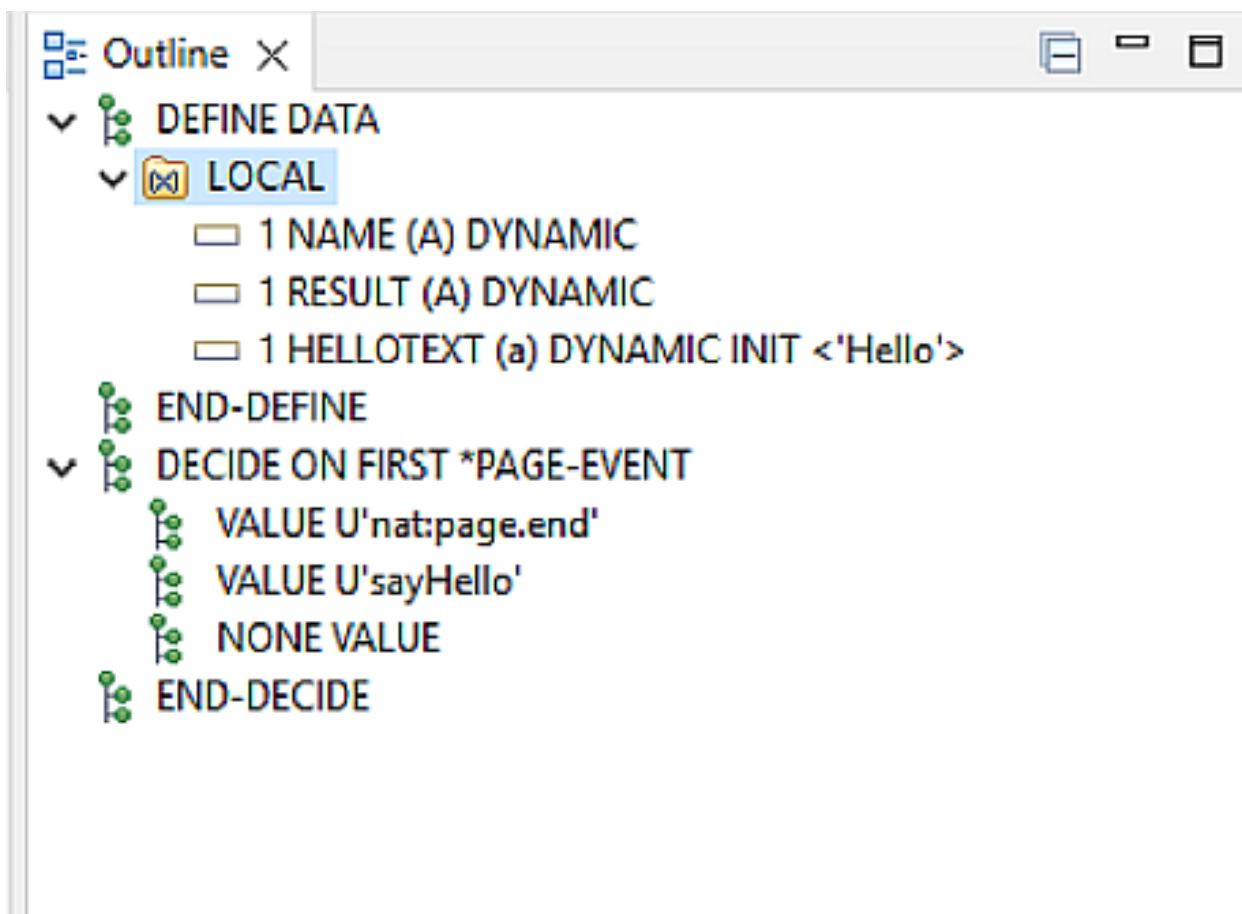 Outline
DEFINE DATA
LOCAL
1 NAME (A) DYNAMIC
1 RESULT (A) DYNAMIC
1 HELLOTEXT (a) DYNAMIC INIT <'Hello'>
END-DEFINE
DECIDE ON FIRST *PAGE-EVENT
VALUE U'nat:page.end'
VALUE U'sayHello'
NONE VALUE
END-DECIDE